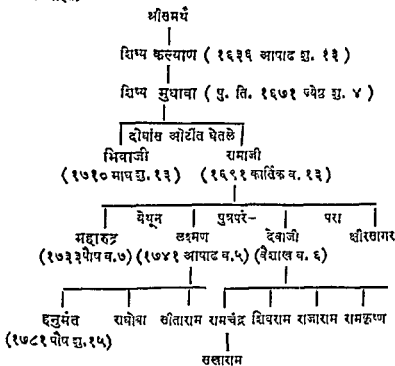 श्रीसमर्थ
शिष्य कल्याण ( १६३६ आषाढ शु. १३ )
शिष्य मुधावा ( पु. ति. १६७१ ज्येष्ठ शु. ४ )
दोघांस ओटींत घेतले
भिवाजी रामाजी
(१७१० माघ शु. १३) (१६९१ कार्तिक व. १३)
येथून पुत्रपरं- परा
महारुद्र लक्ष्मण देवाजी क्षीरसागर
(१७३३ पौष व. ७) (१७४१ आषाढ व. ५) (वैशाख व. ६)
हनुमंत राघोबा सीताराम रामचंद्र शिवराम राजाराम रामकृष्ण
(१७८१ पौष शु. १५)
सखाराम